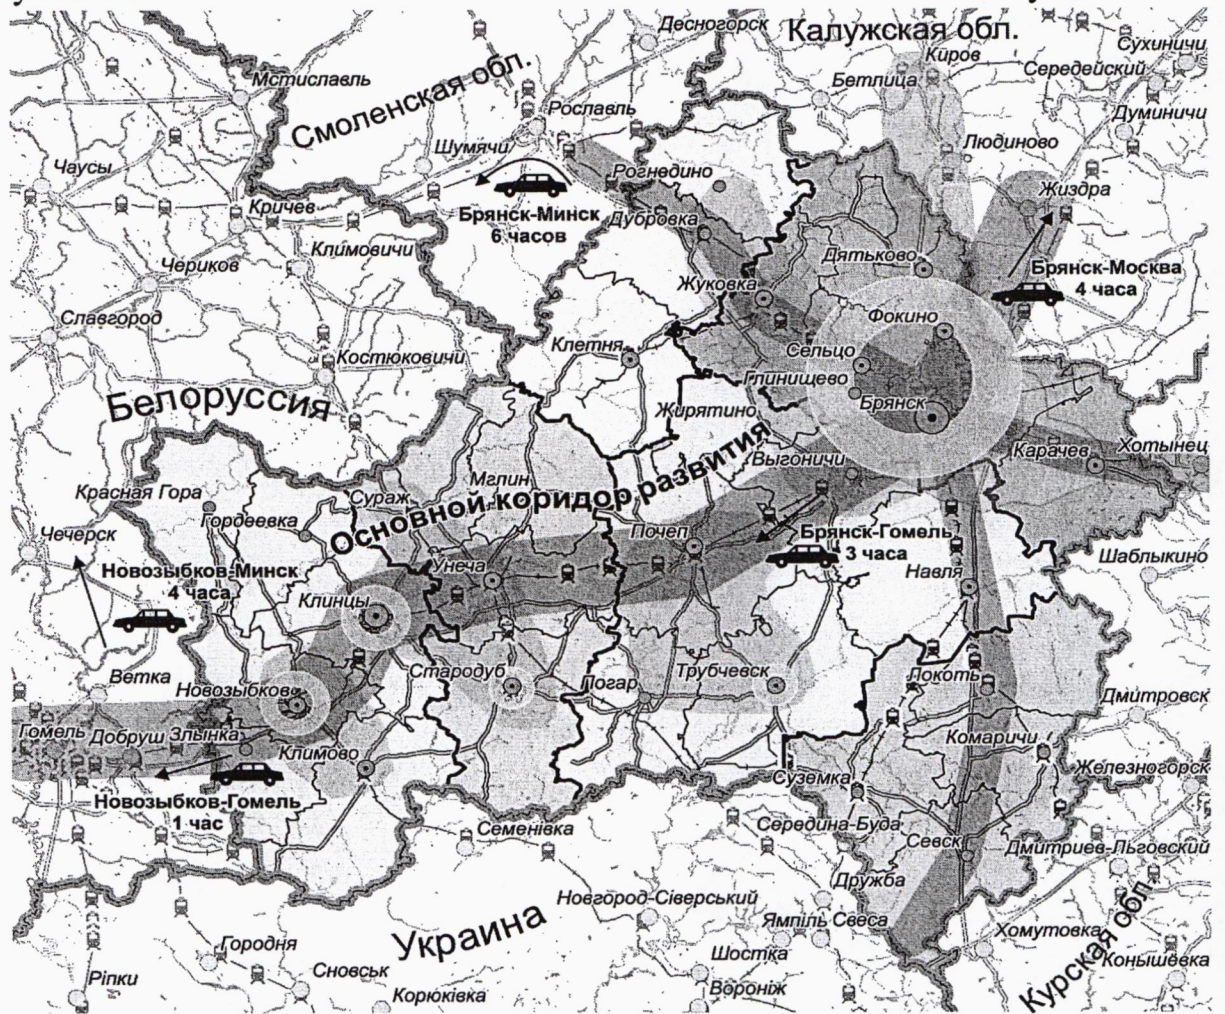 Десногорск
Калужская обл.
Киров
Сухиничи
Середейский
Бетлица
Мстиславль
Смоленская обл.
Рославль
Думиничи
Людиново
Шумячи
Чаусы
Рогнедино
Жиздра
Кричев
Брянск-Минск
6 часов
Дубровка
Климовичи
Дятьково
Чериков
Брянск-Москва
4 часа
Жуковка
Славгород
Фокино
Клетня
Сельцо
Костюковичи
Глинищево
Белоруссия
Брянск
Жирятино
Основной коридор развития
Выгоничи
Карачев
Хотынец
Мглин
Красная Гора
Сураж
Гордеевка
Чечерск
Почеп
Брянск-Гомель
3 часа
Шаблыкино
Унеча
Навля
Новозыбков-Минск
4 часа
Клинцы
Ветка
Стародуб
Погар
Трубчевск
Локоть
Новозыбков
Дмитровск
Гомель
Добруш
Злынка
Климово
Комаричи
Суземка
Железногорск
Новозыбков-Гомель
1 час
Семенівка
Середина-Буда
Севск
Дмитриев-Льговский
Дружба
Новгород-Сіверський
Ямпіль
Свеса
Украина
Хомутовка
Курская обл.
Городня
Шостка
Конышёвка
Ріпки
Сновськ
Корюківка
Вороніж